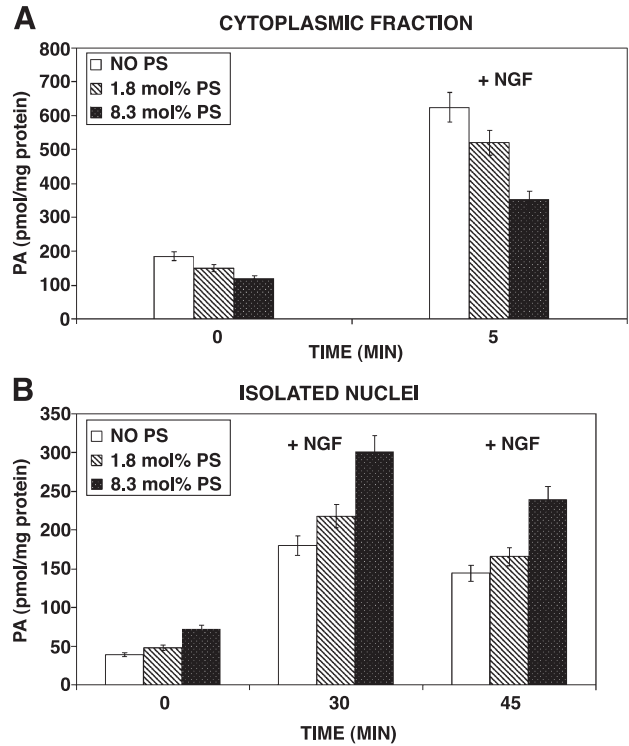 A
CYTOPLASMIC FRACTION
800
700
600
500
400
300
200
100
0
PA (pmol/mg protein)
NO PS
1.8 mol% PS
8.3 mol% PS
+ NGF
0
5
TIME (MIN)
B
ISOLATED NUCLEI
350
300
250
200
150
100
50
0
PA (pmol/mg protein)
NO PS
1.8 mol% PS
8.3 mol% PS
+ NGF
+ NGF
0
30
45
TIME (MIN)